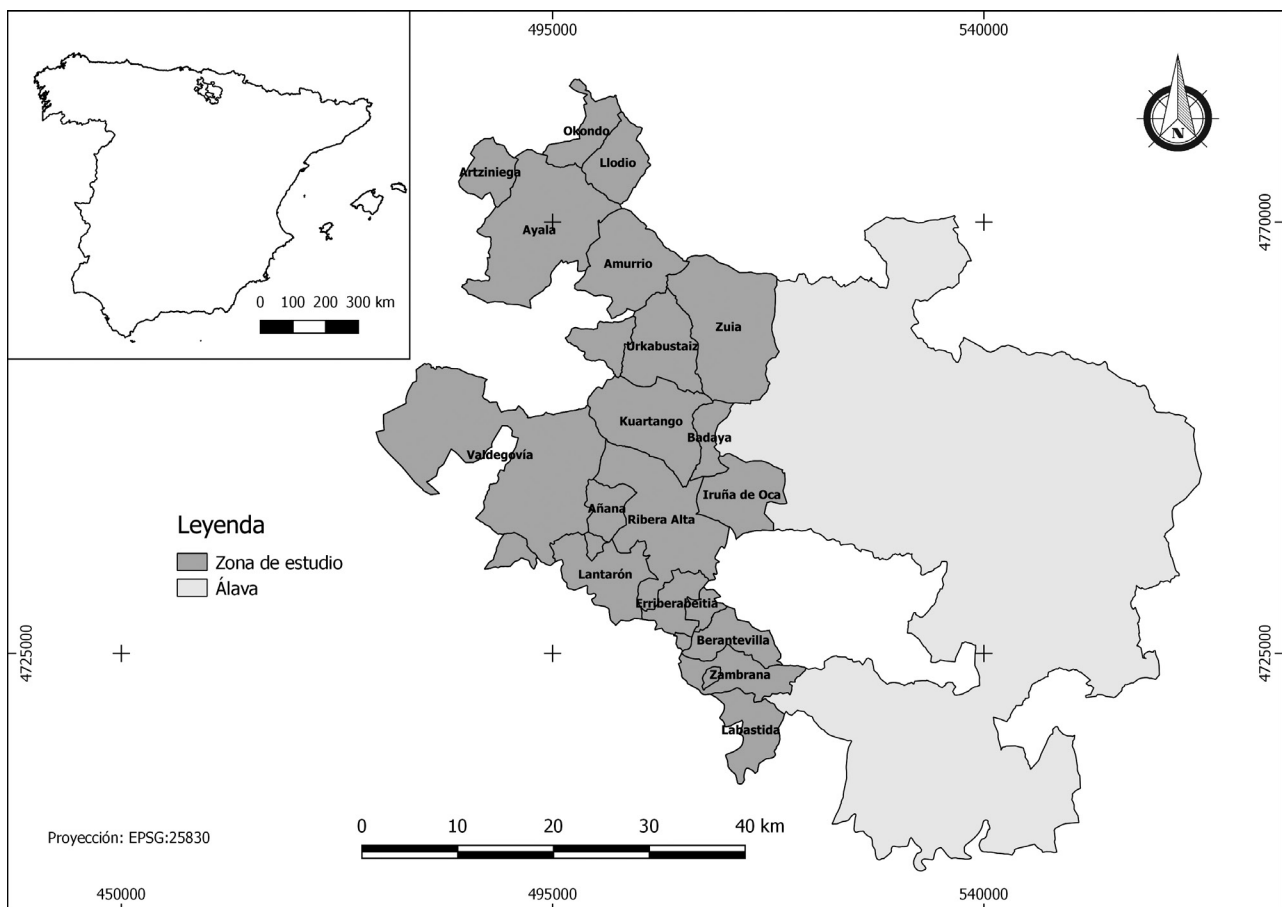 495000
540000
N
4770000
4770000
0 100 200 300 km
Okondo
Llodio
Artziniega
Ayala
Amurrio
Zuia
Urkabustaiz
Kuartango
Badaya
Valdegovía
Iruña de Oca
Añana
Ribera Alta
Leyenda
Zona de estudio
Álava
Lantarón
Erriberabeitia
Berantevilla
Zambrana
Labastida
4725000
4725000
Proyección: EPSG:25830
0 10 20 30 40 km
450000
495000
540000